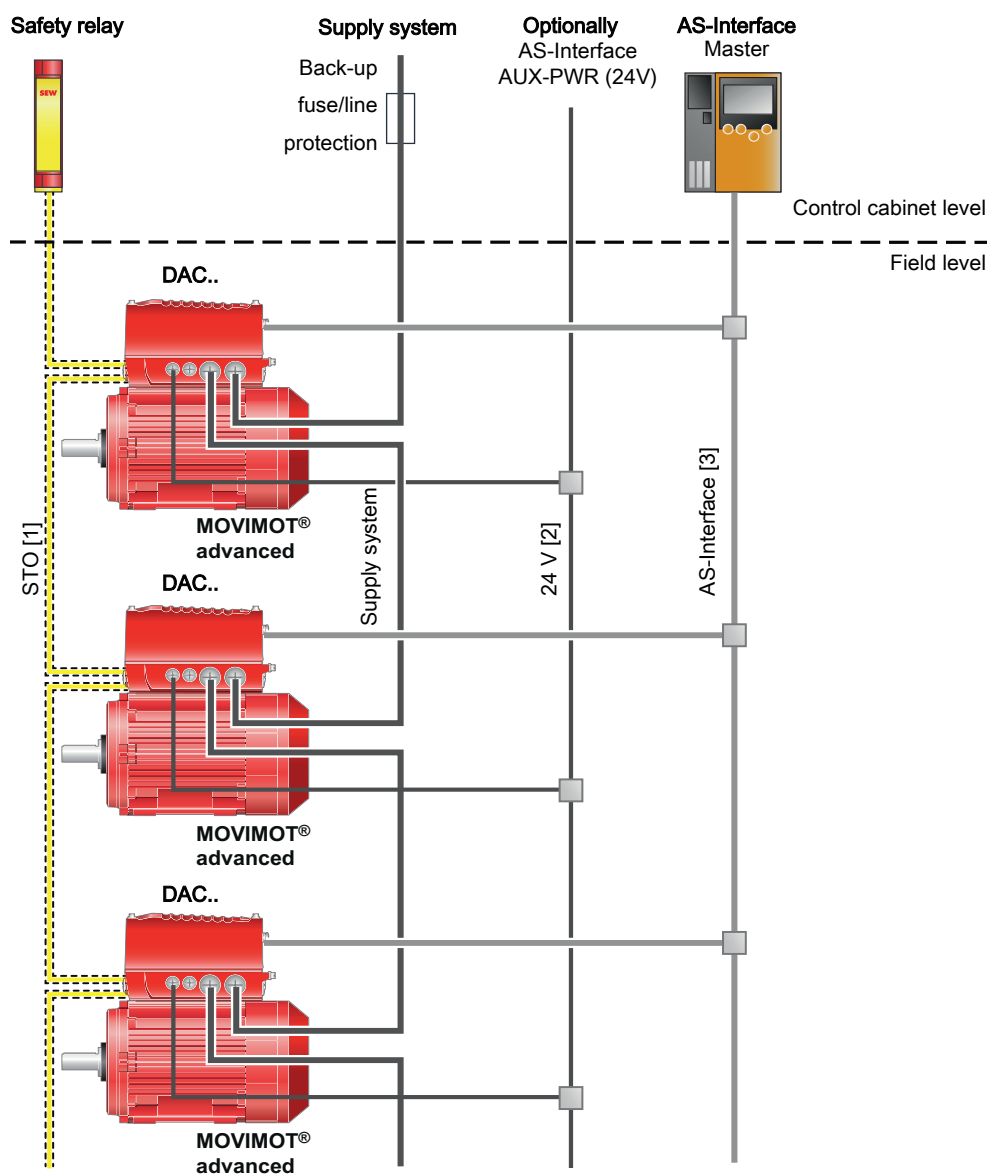 Safety relay
Supply system
Optionally
AS-Interface
AUX-PWR (24V)
AS-Interface
Master
Back-up
fuse/line
protection
SEW
Control cabinet level
Field level
DAC..
MOVIMOT®
advanced
STO [1]
Supply system
24 V [2]
AS-Interface [3]
DAC..
MOVIMOT®
advanced
DAC..
MOVIMOT®
advanced